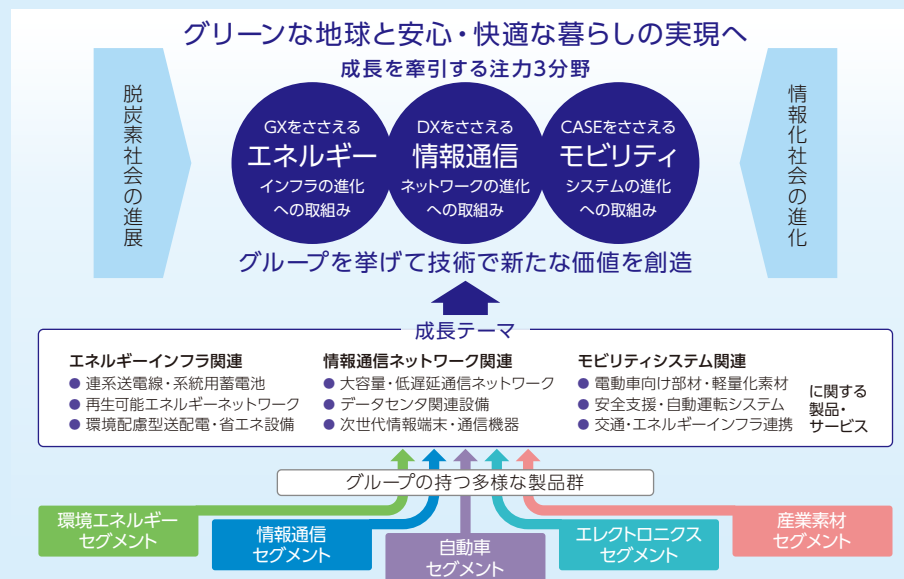 グリーンな地球と安心・快適な暮らしの実現へ
成長を牽引する注力3分野
脱炭素社会の進展
GXをささえる
エネルギー
インフラの進化
への取組み
DXをささえる
情報通信
ネットワークの進化
への取組み
CASEをささえる
モビリティ
システムの進化
への取組み
情報化社会の進化
グループを挙げて技術で新たな価値を創造
成長テーマ
エネルギーインフラ関連
● 連系送電線・系統用蓄電池
● 再生可能エネルギーネットワーク
● 環境配慮型送配電・省エネ設備
情報通信ネットワーク関連
● 大容量・低遅延通信ネットワーク
● データセンタ関連設備
● 次世代情報端末・通信機器
モビリティシステム関連
● 電動車向け部材・軽量化素材
● 安全支援・自動運転システム
● 交通・エネルギーインフラ連携
に関する
製品・
サービス
グループの持つ多様な製品群
環境エネルギー
セグメント
情報通信
セグメント
自動車
セグメント
エレクトロニクス
セグメント
産業素材
セグメント